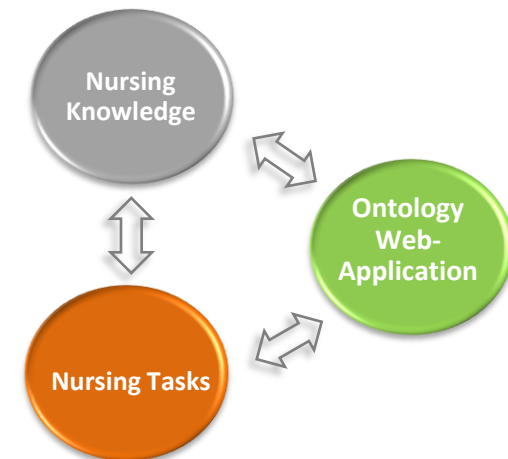 Nursing
Knowledge
Ontology
Web-
Application
Nursing Tasks